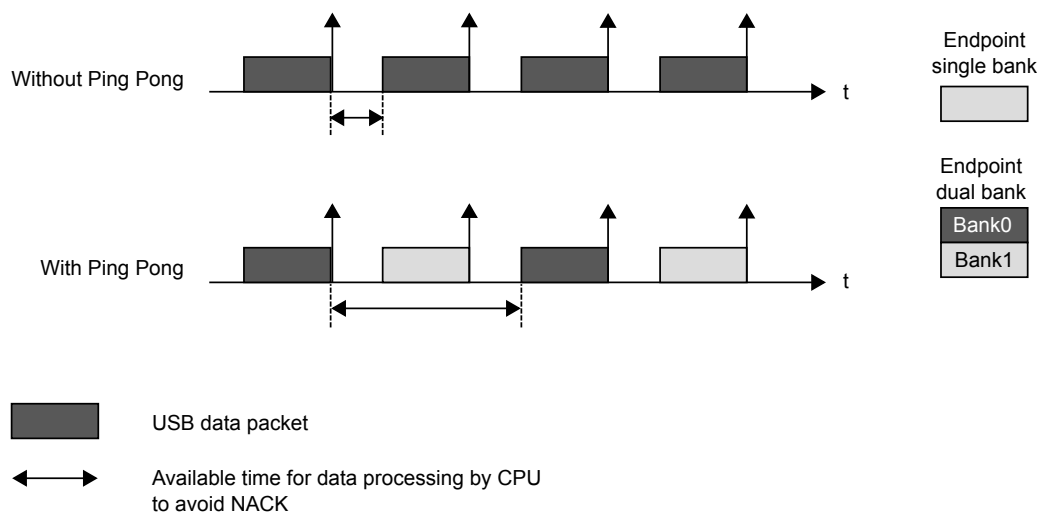 Without Ping Pong
t
Endpoint
single bank
Endpoint
dual bank
Bank0
Bank1
With Ping Pong
t
USB data packet
Available time for data processing by CPU
to avoid NACK